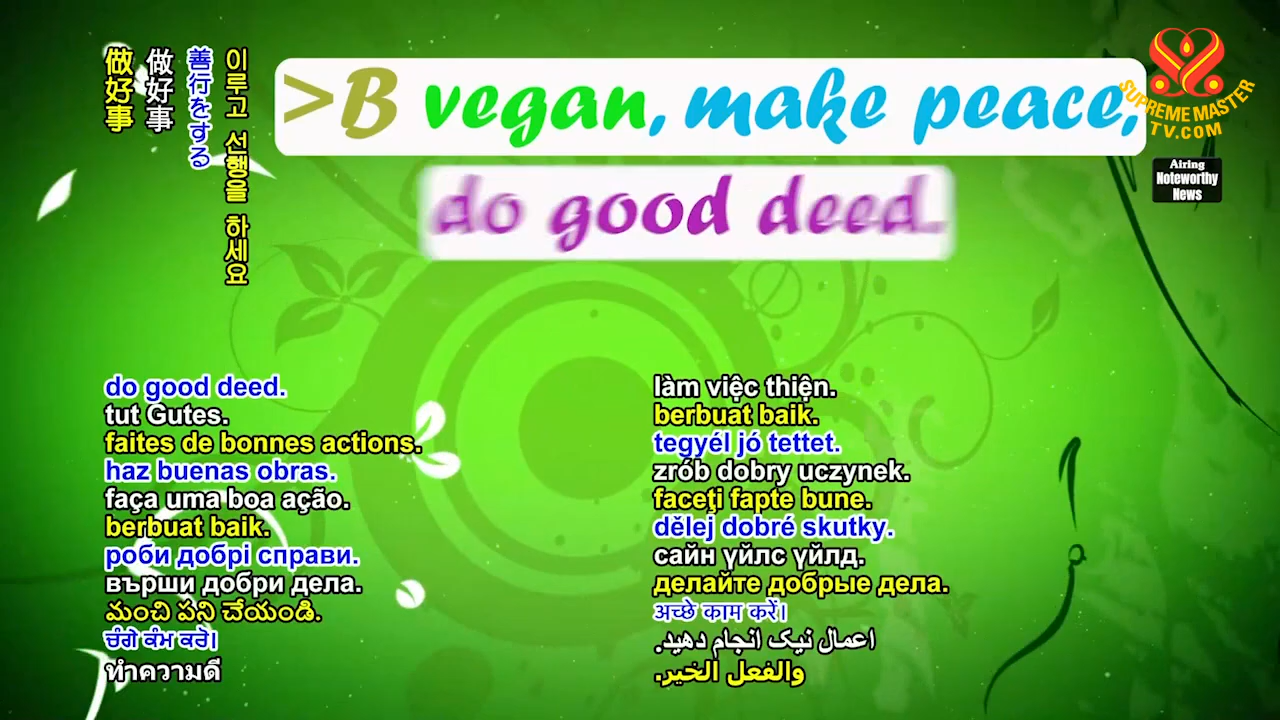 做好事
做好事
善行をする
이루고 선행을 하세요
>B vegan, make peace,
do good deed.
SUPREME MASTER
TV.COM
Airing
Noteworthy
News
do good deed.
tut Gutes.
faites de bonnes actions.
haz buenas obras.
faça uma boa ação.
berbuat baik.
роби добрі справи.
върши добри дела.
మంచి పని చేయండి.
ਚੰਗੇ ਕੰਮ ਕਰੋ।
ทำความดี
làm việc thiện.
berbuat baik.
tegyél jó tettet.
zrób dobry uczynek.
faceţi fapte bune.
dělej dobré skutky.
сайн үйлс үйлд.
делайте добрые дела.
अच्छे काम करें।
اعمال نیک انجام دهید.
والفعل الخير.